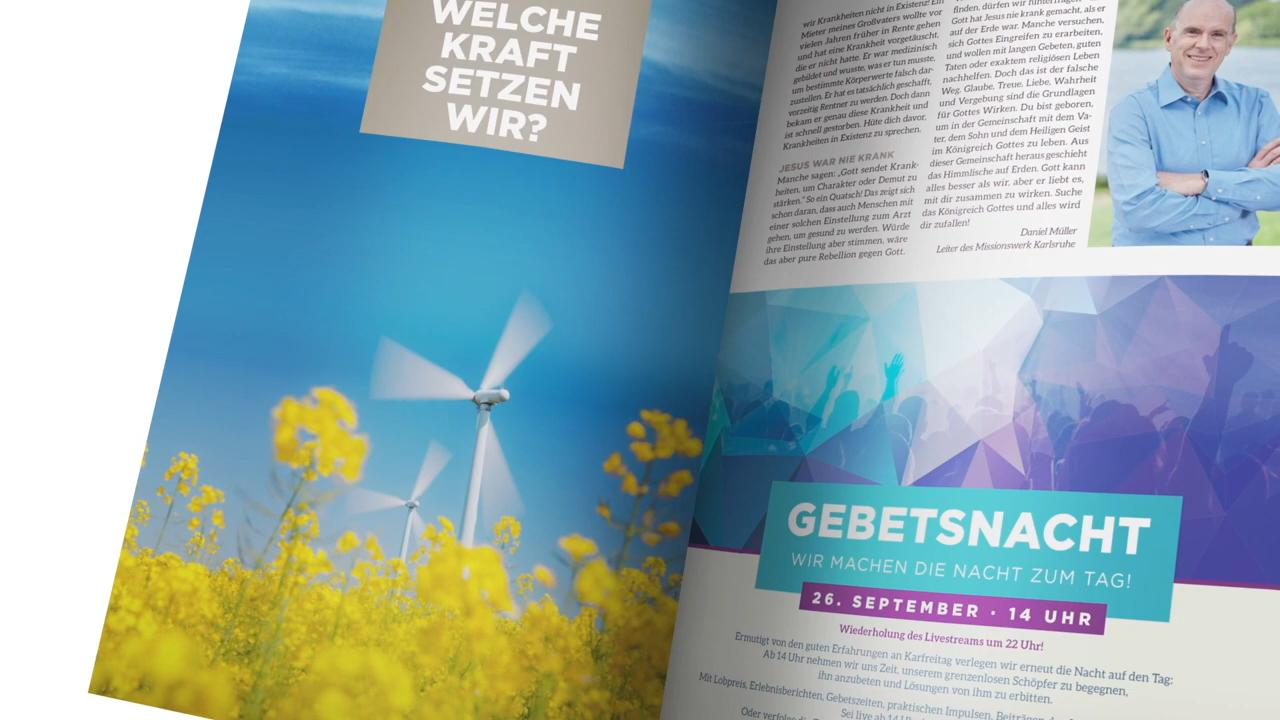 WELCHE
KRAFT
SETZEN
WIR?
wir Krankheiten nicht in Existenz! Ein
Mieter meines Großvaters wollte vor
vielen Jahren früher in Rente gehen
und hat eine Krankheit vorgetäuscht,
die er nicht hatte. Er war medizinisch
gebildet und wusste, was er tun musste,
um bestimmte Körperwerte falsch dar-
zustellen. Er hat es tatsächlich geschafft,
vorzeitig Rentner zu werden. Doch dann
bekam er genau diese Krankheit und
ist schnell gestorben. Hüte dich davor,
Krankheiten in Existenz zu sprechen.
JESUS WAR NIE KRANK
Manche sagen: „Gott sendet Krank-
heiten, um Charakter oder Demut zu
stärken.“ So ein Quatsch! Das zeigt sich
schon daran, dass auch Menschen mit
einer solchen Einstellung zum Arzt
gehen, um gesund zu werden. Würde
ihre Einstellung aber stimmen, wäre
das aber pure Rebellion gegen Gott.
finden, dürfen wir hinterfragen.
Gott hat Jesus nie krank gemacht, als er
auf der Erde war. Manche versuchen,
sich Gottes Eingreifen zu erarbeiten,
und wollen mit langen Gebeten, guten
Taten oder exaktem religiösen Leben
nachhelfen. Doch das ist der falsche
Weg. Glaube, Treue, Liebe, Wahrheit
und Vergebung sind die Grundlagen
für Gottes Wirken. Du bist geboren,
um in der Gemeinschaft mit dem Va-
ter, dem Sohn und dem Heiligen Geist
im Königreich Gottes zu leben. Aus
dieser Gemeinschaft heraus geschieht
das Himmlische auf Erden. Gott kann
alles besser als wir, aber er liebt es,
mit dir zusammen zu wirken. Suche
das Königreich Gottes und alles wird
dir zufallen!
Daniel Müller
Leiter des Missionswerk Karlsruhe
GEBETSNACHT
WIR MACHEN DIE NACHT ZUM TAG!
26. SEPTEMBER · 14 UHR
Wiederholung des Livestreams um 22 Uhr!
Ermutigt von den guten Erfahrungen an Karfreitag verlegen wir erneut die Nacht auf den Tag:
Ab 14 Uhr nehmen wir uns Zeit, unserem grenzenlosen Schöpfer zu begegnen,
ihn anzubeten und Lösungen von ihm zu erbitten.
Mit Lobpreis, Erlebnisberichten, Gebetszeiten, praktischen Impulsen, Beiträgen
Sei live ab 14 Uhr
Oder verfolge die